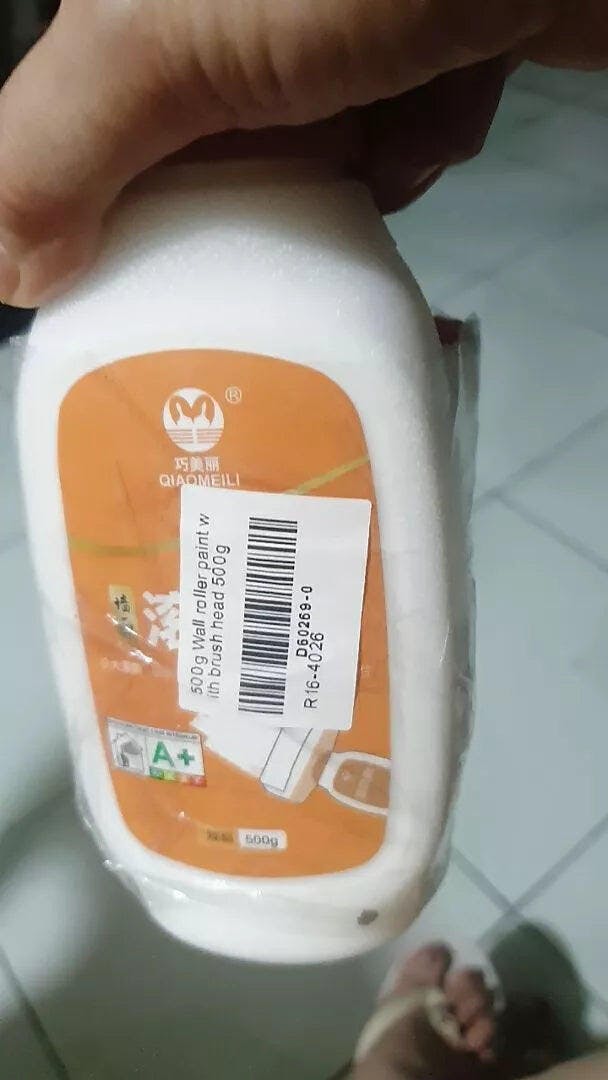 ®
巧美丽
QIAOMEILI
500g Wall roller paint w
ith brush head 500g
D60269-0
R16-4026
A+
500g